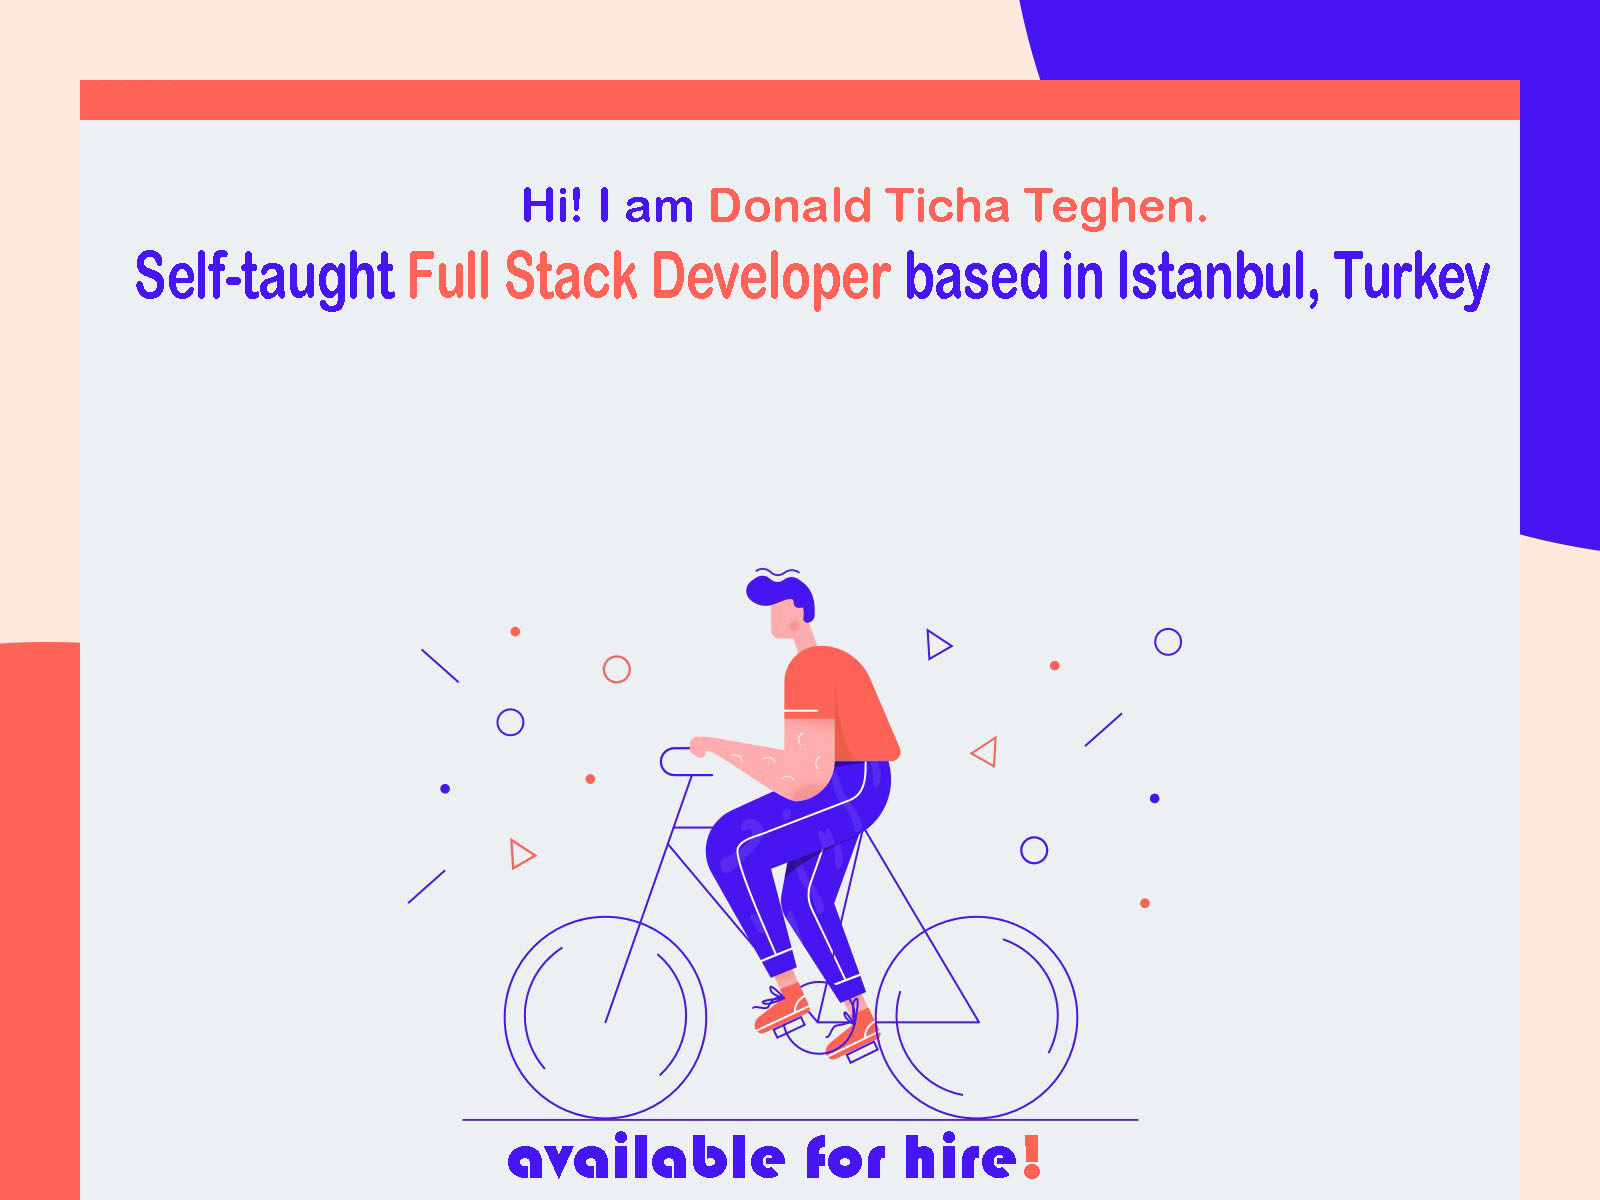 Hi! I am Donald Ticha Teghen.
Self-taught Full Stack Developer based in Istanbul, Turkey
available for hire!